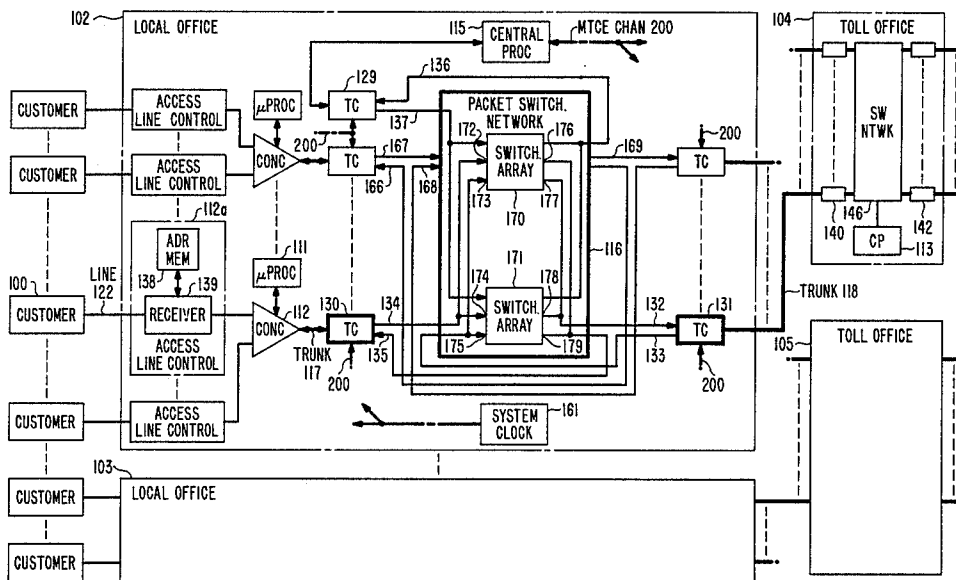 102
LOCAL OFFICE
115
CENTRAL
PROC
MTCE CHAN 200
104
TOLL OFFICE
136
129
TC
137
CUSTOMER
ACCESS
LINE CONTROL
µPROC
PACKET SWITCH.
NETWORK
200
172
176
SWITCH.
ARRAY
CONC
TC
167
166
168
169
200
TC
SW
NTWK
CUSTOMER
ACCESS
LINE CONTROL
173
177
170
112a
ADR
MEM
138
139
111
µPROC
171
116
140
146
142
CP
113
100
LINE
122
CUSTOMER
RECEIVER
CONC
112
130
TC
134
135
174
178
SWITCH.
ARRAY
175
179
132
133
131
TC
TRUNK 118
ACCESS
LINE CONTROL
TRUNK
117
200
200
105
TOLL OFFICE
CUSTOMER
ACCESS
LINE CONTROL
SYSTEM
CLOCK
161
103
LOCAL OFFICE
CUSTOMER
CUSTOMER